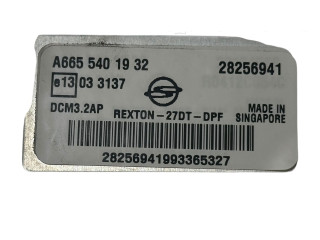 A665 540 19 32 28256941
e13 03 3137
DCM3.2AP REXTON-27DT-DPF MADE IN SINGAPORE
28256941993365327